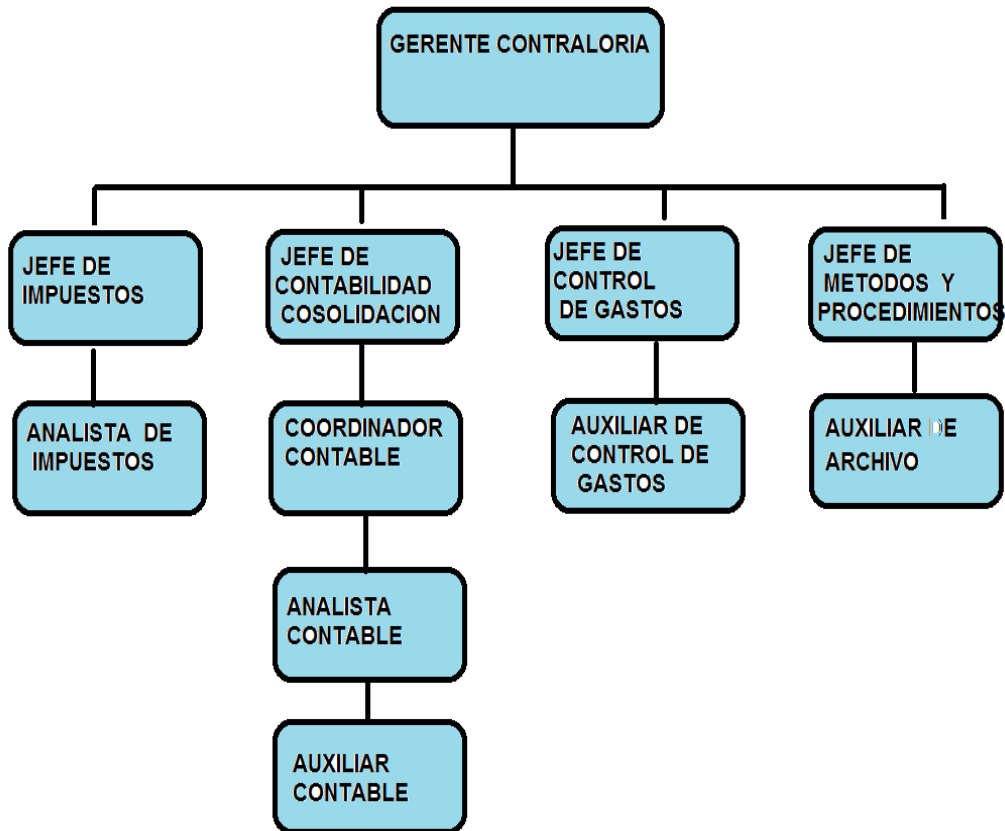 GERENTE CONTRALORIA
JEFE DE
IMPUESTOS
JEFE DE
CONTABILIDAD
COSOLIDACION
JEFE DE
CONTROL
DE GASTOS
JEFE DE
METODOS Y
PROCEDIMIENTOS
ANALISTA DE
IMPUESTOS
COORDINADOR
CONTABLE
AUXILIAR DE
CONTROL DE
GASTOS
AUXILIAR DE
ARCHIVO
ANALISTA
CONTABLE
AUXILIAR
CONTABLE